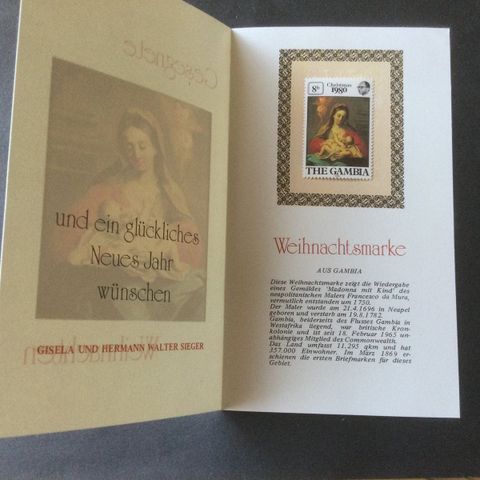 Gesegnete
und ein glückliches
Neues Jahr
wünschen
Weihnachten
GISELA UND HERMANN WALTER SIEGER
8b
Christmas
1980
THE GAMBIA
Weihnachtsmarke
AUS GAMBIA
Diese Weihnachtsmarke zeigt die Wiedergabe
eines Gemäldes "Madonna mit Kind" des
neapolitanischen Malers Francesco da Mura,
vermutlich entstanden um 1750.
Der Maler wurde am 21.4.1696 in Neapel
geboren und verstarb am 19.8.1782.
Gambia, beiderseits des Flusses Gambia in
Westafrika liegend, war britische Kron-
kolonie und ist seit 18. Februar 1965 un-
abhängiges Mitglied des Commonwealth.
Das Land umfasst 11.295 qkm und hat
357.000 Einwohner. Im März 1869 er-
schienen die ersten Briefmarken für dieses
Gebiet.